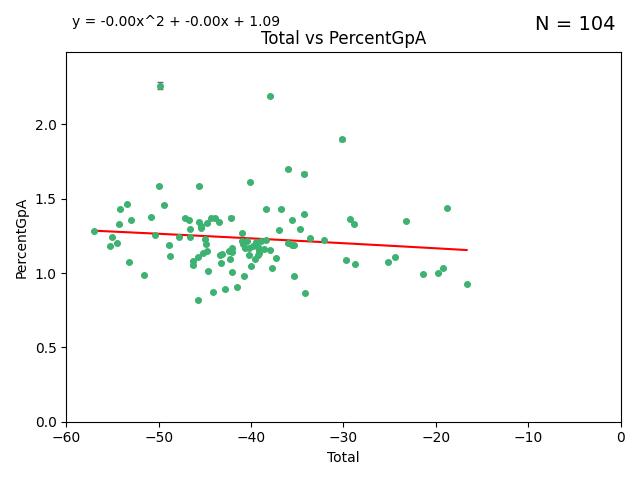 y = -0.00x^2 + -0.00x + 1.09
N = 104
Total vs PercentGpA
PercentGpA
2.0
1.5
1.0
0.5
0.0
−60 −50 −40 −30 −20 −10 0
Total